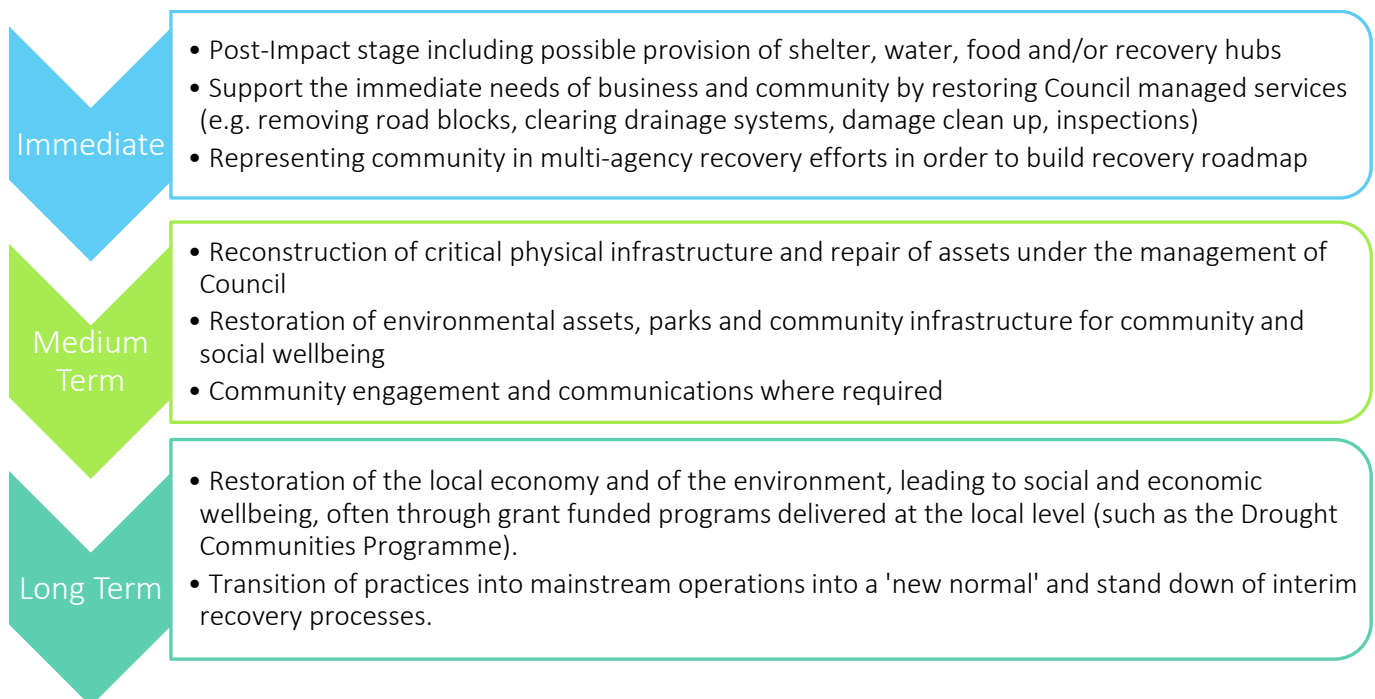 Immediate
• Post-Impact stage including possible provision of shelter, water, food and/or recovery hubs
• Support the immediate needs of business and community by restoring Council managed services
(e.g. removing road blocks, clearing drainage systems, damage clean up, inspections)
• Representing community in multi-agency recovery efforts in order to build recovery roadmap
Medium
Term
• Reconstruction of critical physical infrastructure and repair of assets under the management of
Council
• Restoration of environmental assets, parks and community infrastructure for community and
social wellbeing
• Community engagement and communications where required
Long Term
• Restoration of the local economy and of the environment, leading to social and economic
wellbeing, often through grant funded programs delivered at the local level (such as the Drought
Communities Programme).
• Transition of practices into mainstream operations into a 'new normal' and stand down of interim
recovery processes.